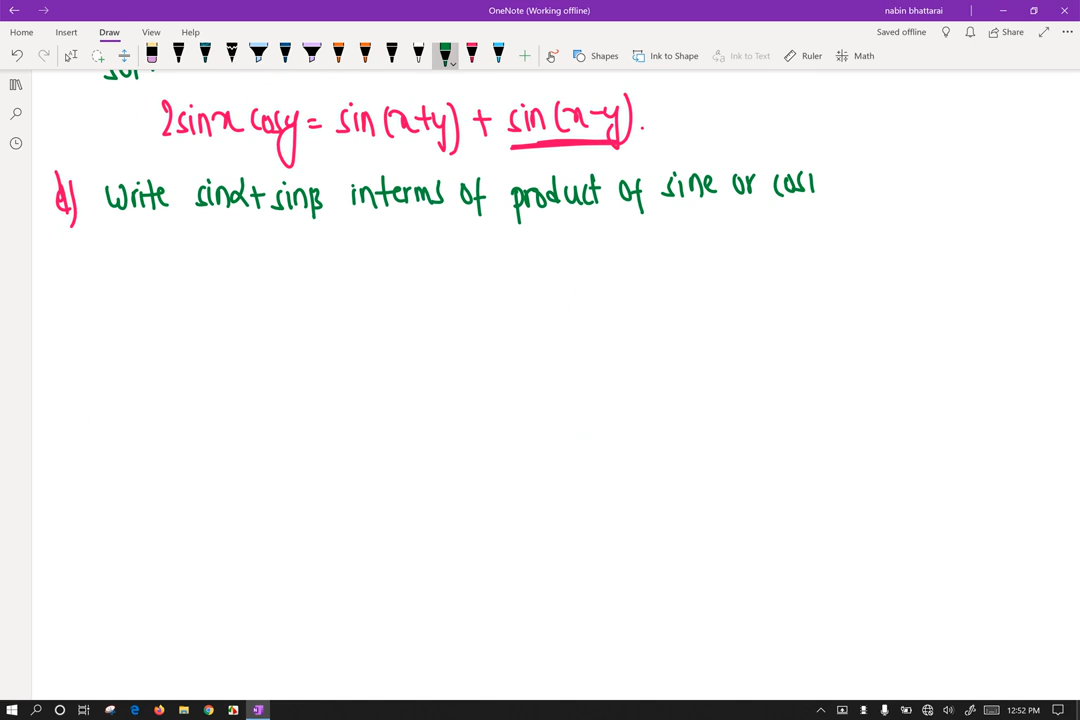 OneNote (Working offline)
nabin bhattarai
Home Insert Draw View Help
Saved offline
Share
Shapes
Ink to Shape
Ink to Text
Ruler
Math
2sinx cosy = sin(x+y) + sin(x-y).
d) Write sinα+ sinβ interms of product of sine or cosi
12:52 PM